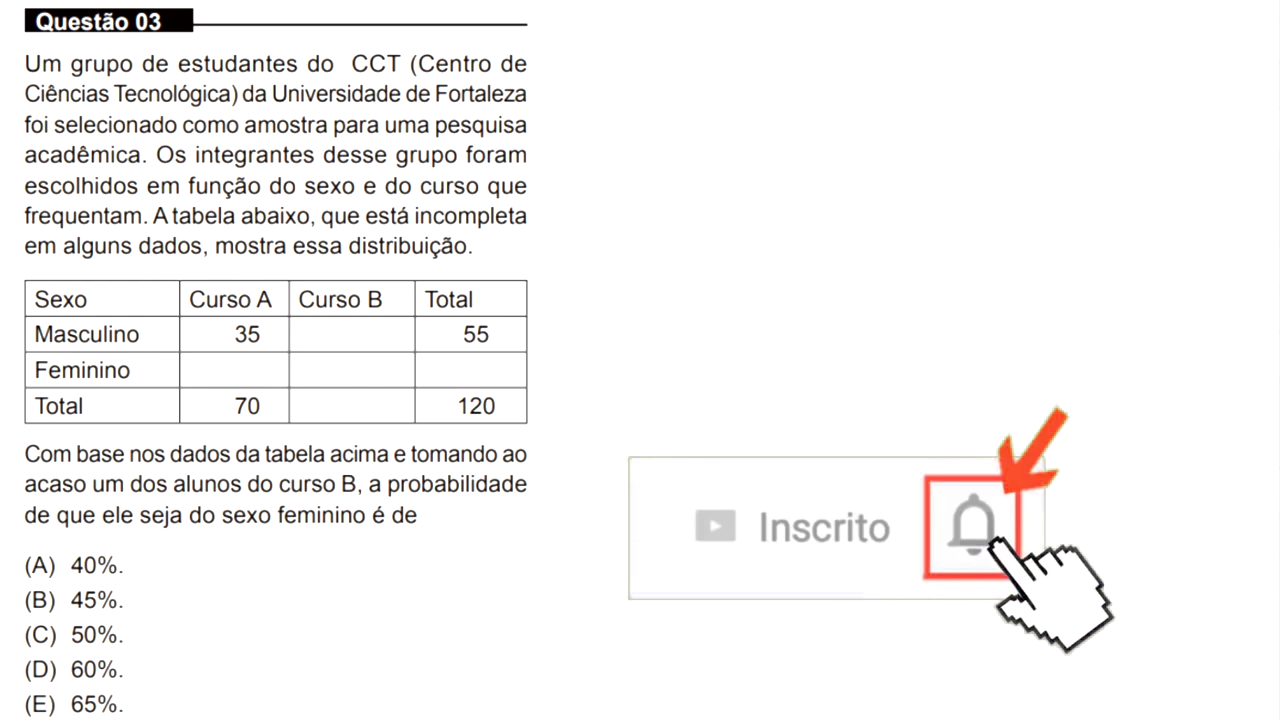 Questão 03
Um grupo de estudantes do CCT (Centro de
Ciências Tecnológica) da Universidade de Fortaleza
foi selecionado como amostra para uma pesquisa
acadêmica. Os integrantes desse grupo foram
escolhidos em função do sexo e do curso que
frequentam. A tabela abaixo, que está incompleta
em alguns dados, mostra essa distribuição.
Sexo Curso A Curso B Total
Masculino 35 55
Feminino
Total 70 120
Com base nos dados da tabela acima e tomando ao
acaso um dos alunos do curso B, a probabilidade
de que ele seja do sexo feminino é de
(A) 40%.
(B) 45%.
(C) 50%.
(D) 60%.
(E) 65%.
Inscrito